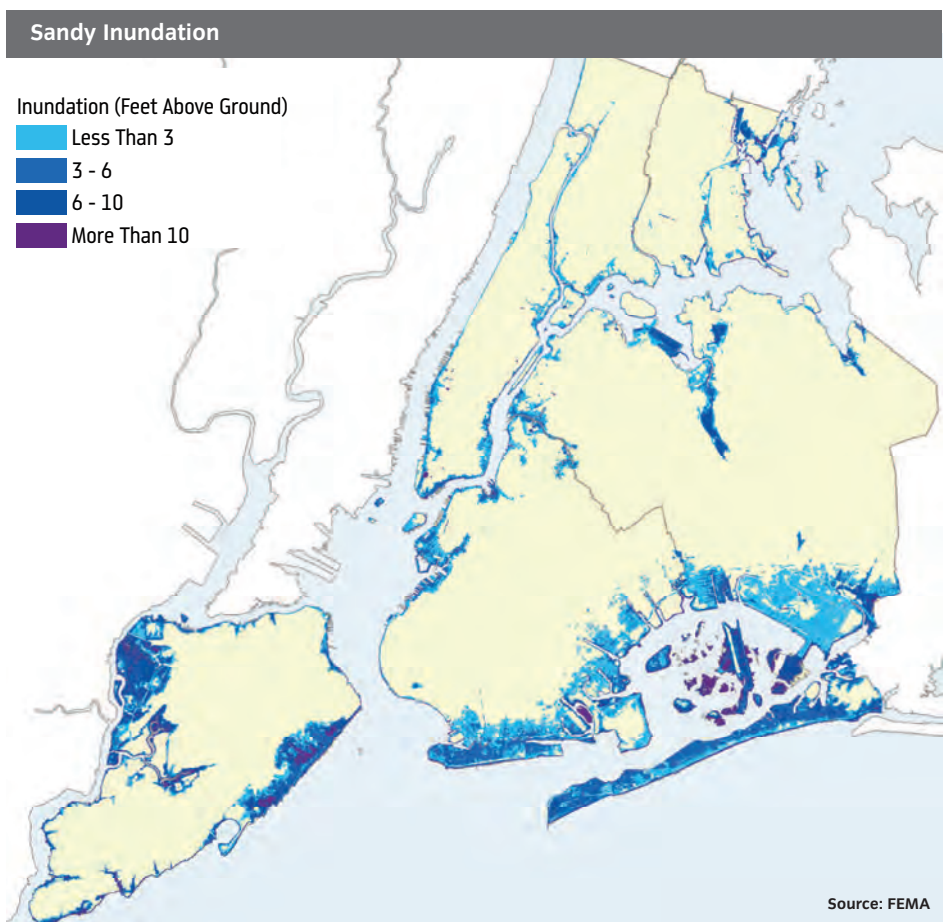 Sandy Inundation
Inundation (Feet Above Ground)
Less Than 3
3 - 6
6 - 10
More Than 10
Source: FEMA